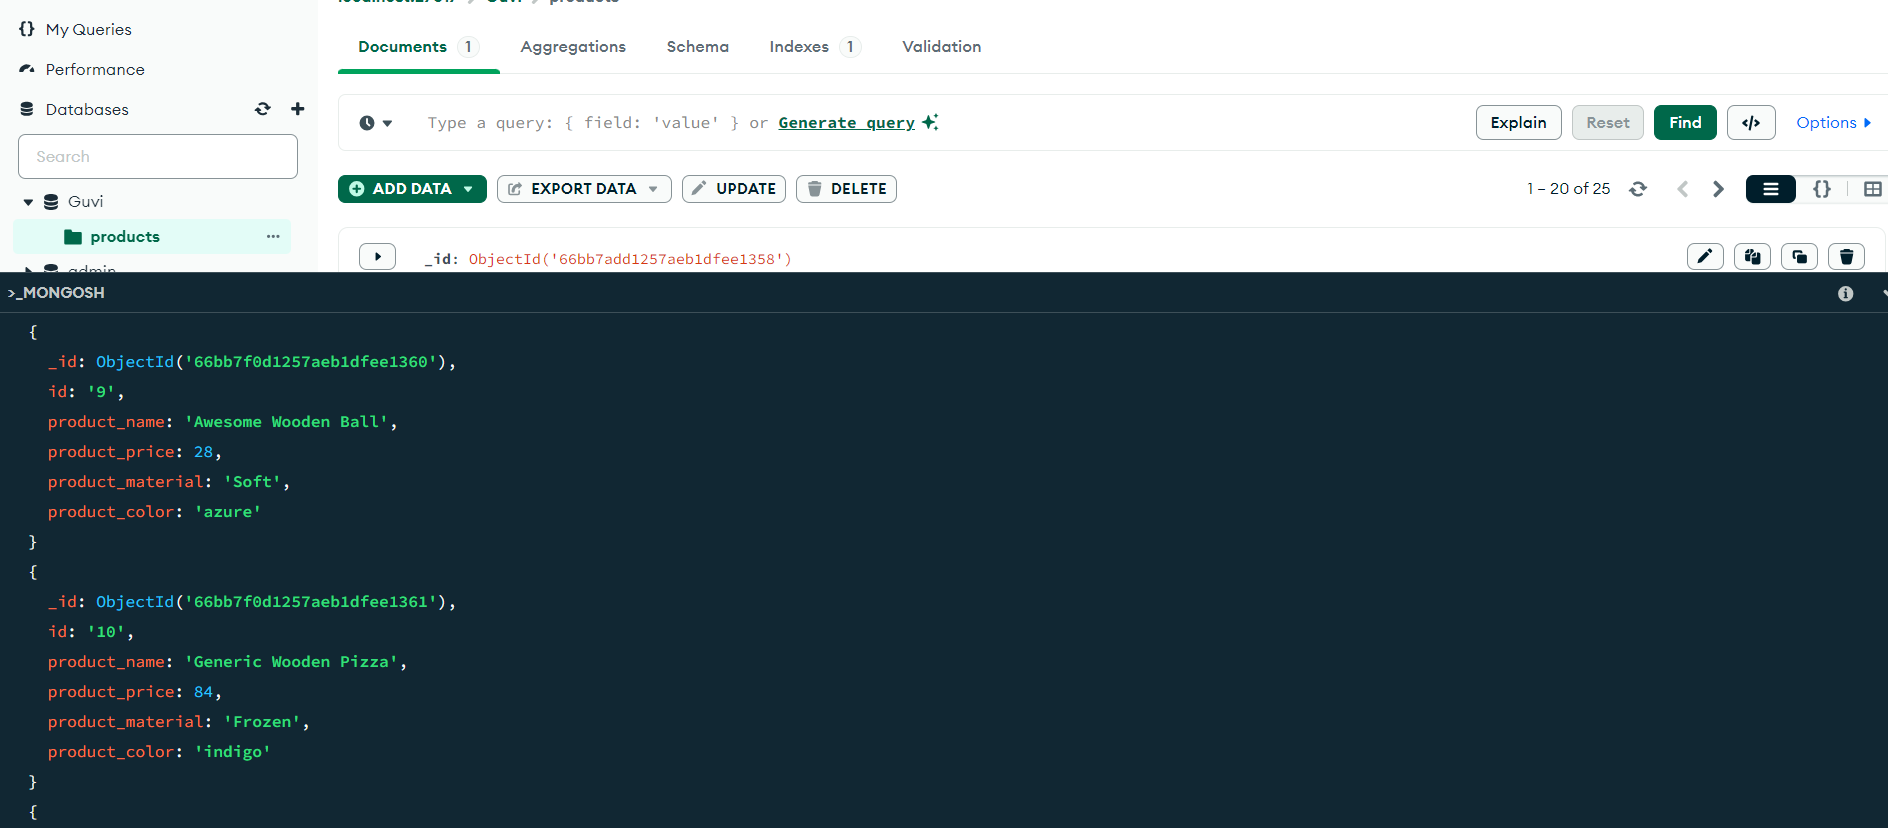 My Queries
Performance
Databases
Search
Guvi
products
admin
products
Documents 1 Aggregations Schema Indexes 1 Validation
Type a query: { field: 'value' } or Generate query
Explain Reset Find </> Options
ADD DATA EXPORT DATA UPDATE DELETE
1 – 20 of 25 {}
_id: ObjectId('66bb7add1257aeb1dfee1358')
>_MONGOSH
{
_id: ObjectId('66bb7f0d1257aeb1dfee1360'),
id: '9',
product_name: 'Awesome Wooden Ball',
product_price: 28,
product_material: 'Soft',
product_color: 'azure'
}
{
_id: ObjectId('66bb7f0d1257aeb1dfee1361'),
id: '10',
product_name: 'Generic Wooden Pizza',
product_price: 84,
product_material: 'Frozen',
product_color: 'indigo'
}
{